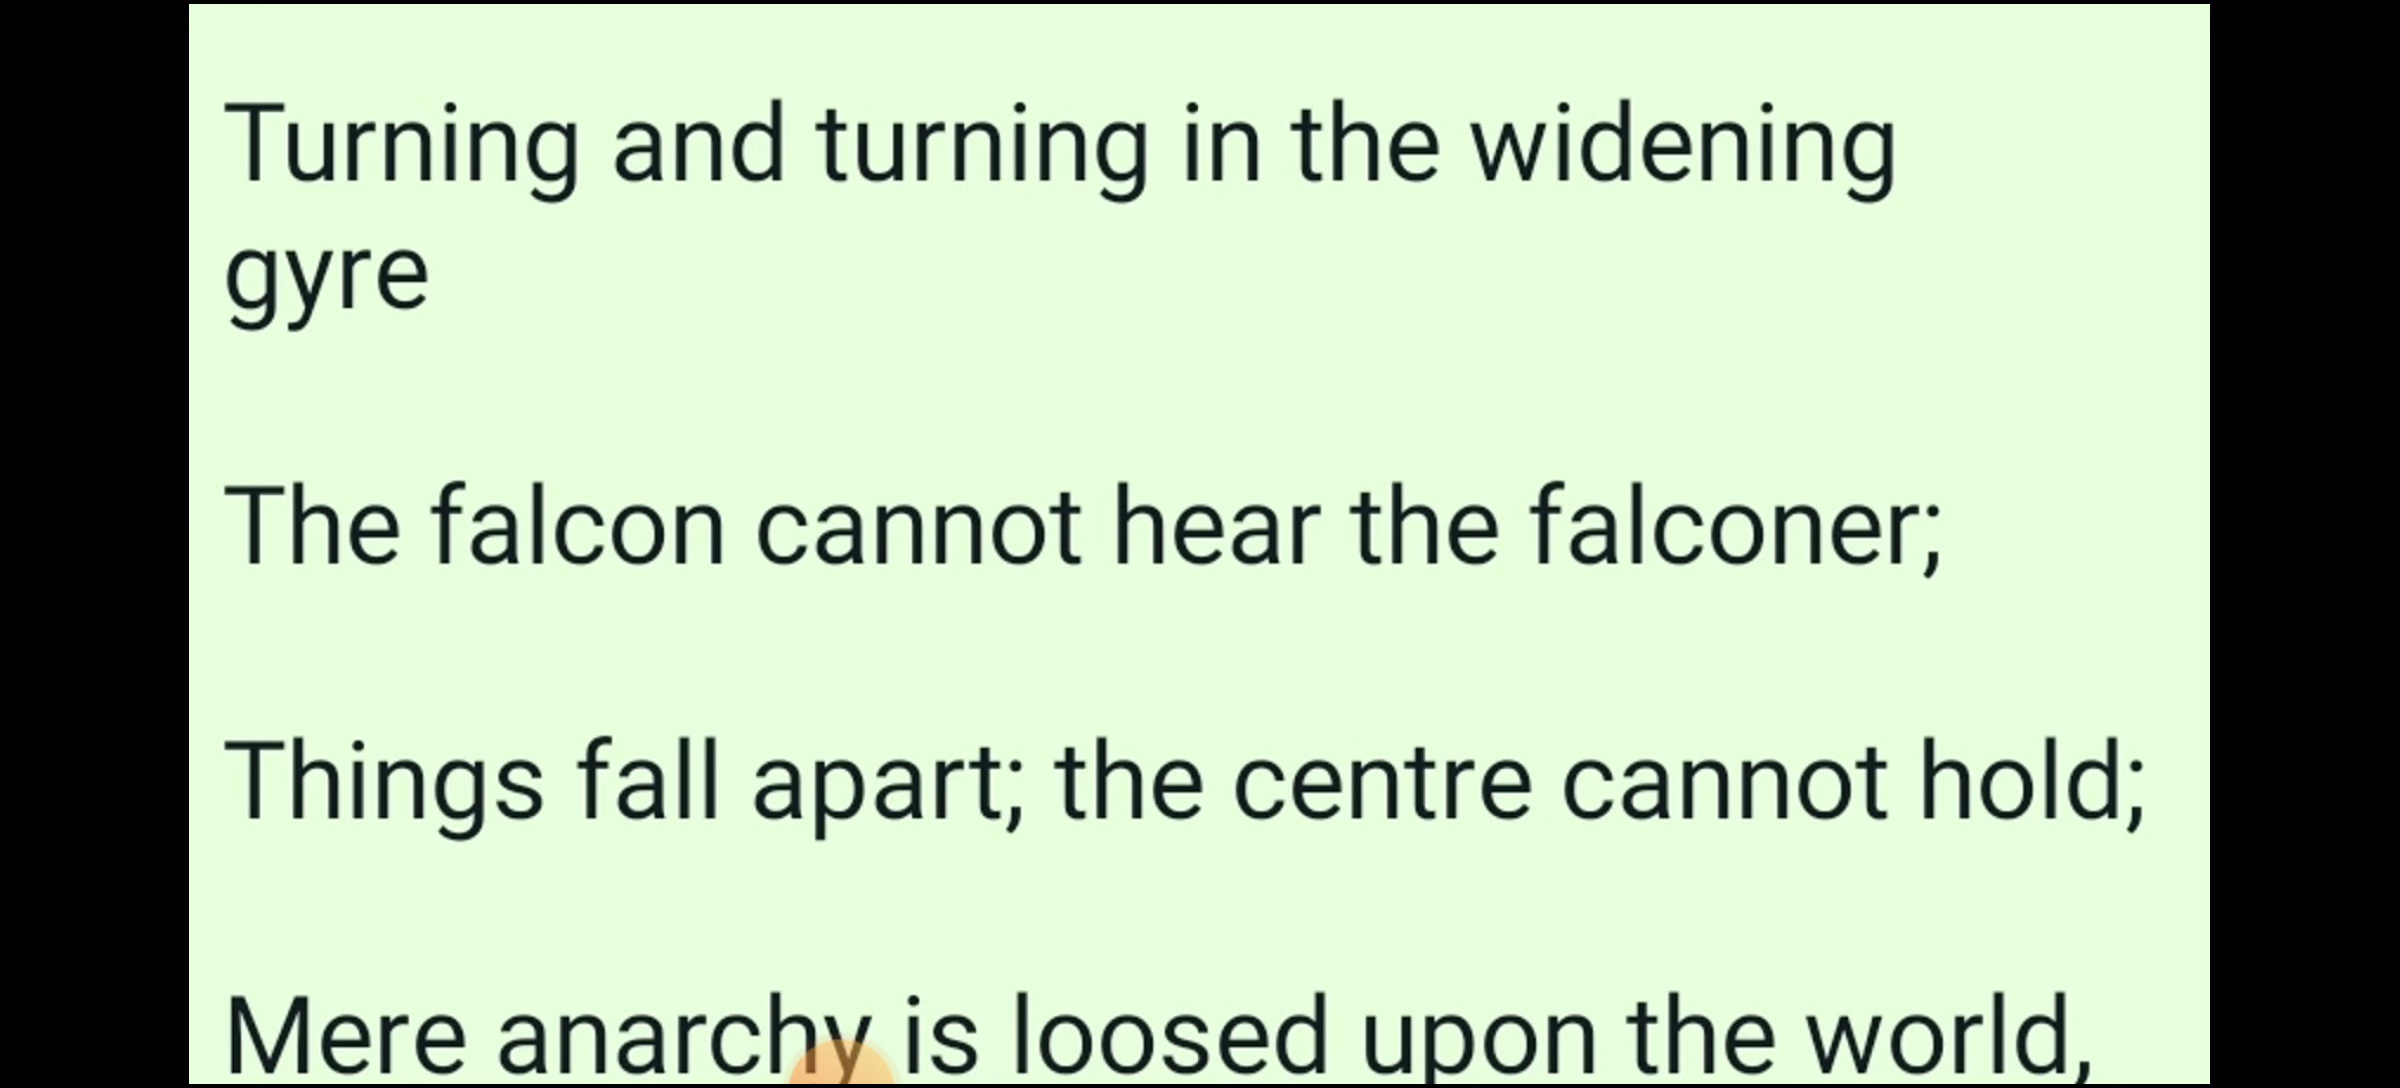 Turning and turning in the widening
gyre
The falcon cannot hear the falconer;
Things fall apart; the centre cannot hold;
Mere anarchy is loosed upon the world,